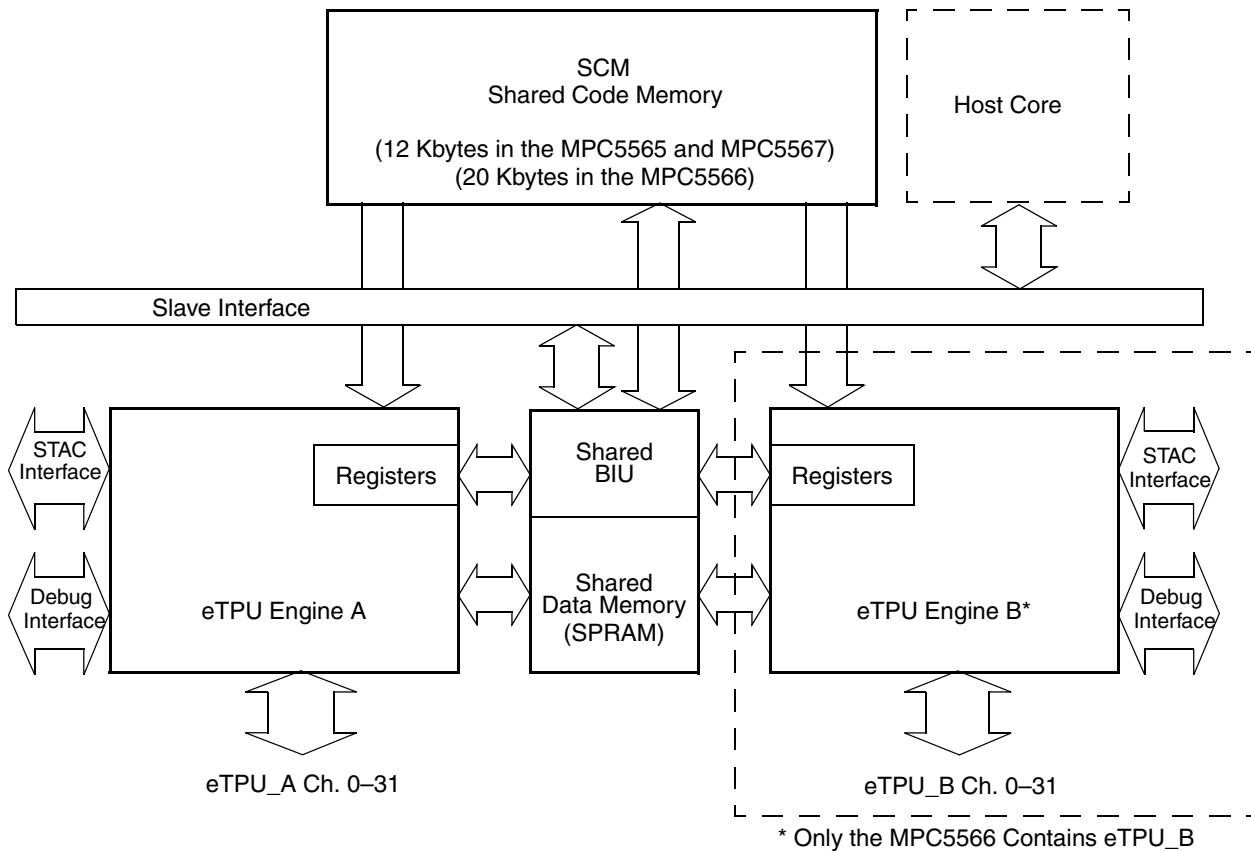 SCM
Shared Code Memory
(12 Kbytes in the MPC5565 and MPC5567)
(20 Kbytes in the MPC5566)
Host Core
Slave Interface
STAC
Interface
Registers
Shared
BIU
Registers
STAC
Interface
Debug
Interface
eTPU Engine A
Shared
Data Memory
(SPRAM)
eTPU Engine B*
Debug
Interface
eTPU_A Ch. 0–31
eTPU_B Ch. 0–31
* Only the MPC5566 Contains eTPU_B